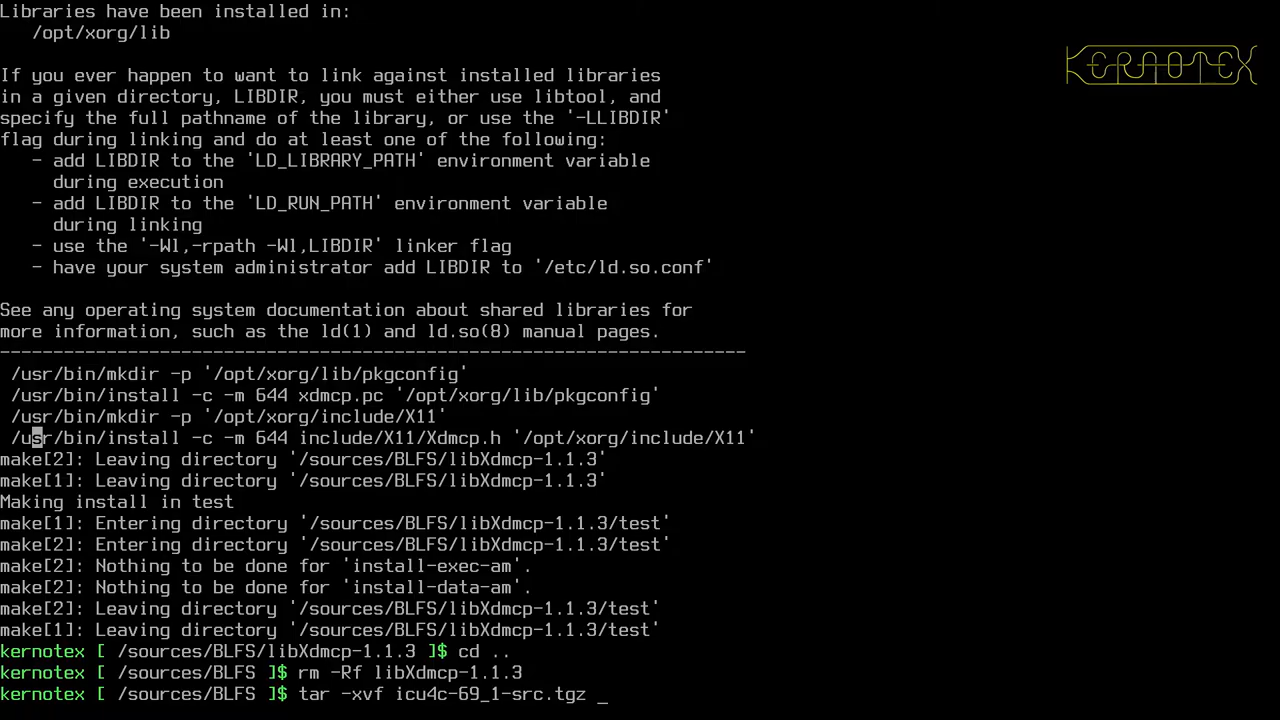 Libraries have been installed in:
   /opt/xorg/lib
KERNOTEX
If you ever happen to want to link against installed libraries
in a given directory, LIBDIR, you must either use libtool, and
specify the full pathname of the library, or use the '-LLIBDIR'
flag during linking and do at least one of the following:
   - add LIBDIR to the 'LD_LIBRARY_PATH' environment variable
     during execution
   - add LIBDIR to the 'LD_RUN_PATH' environment variable
     during linking
   - use the '-Wl,-rpath -Wl,LIBDIR' linker flag
   - have your system administrator add LIBDIR to '/etc/ld.so.conf'
See any operating system documentation about shared libraries for
more information, such as the ld(1) and ld.so(8) manual pages.
----------------------------------------------------------------------
 /usr/bin/mkdir -p '/opt/xorg/lib/pkgconfig'
 /usr/bin/install -c -m 644 xdmcp.pc '/opt/xorg/lib/pkgconfig'
 /usr/bin/mkdir -p '/opt/xorg/include/X11'
 /usr/bin/install -c -m 644 include/X11/Xdmcp.h '/opt/xorg/include/X11'
make[2]: Leaving directory '/sources/BLFS/libXdmcp-1.1.3'
make[1]: Leaving directory '/sources/BLFS/libXdmcp-1.1.3'
Making install in test
make[1]: Entering directory '/sources/BLFS/libXdmcp-1.1.3/test'
make[2]: Entering directory '/sources/BLFS/libXdmcp-1.1.3/test'
make[2]: Nothing to be done for 'install-exec-am'.
make[2]: Nothing to be done for 'install-data-am'.
make[2]: Leaving directory '/sources/BLFS/libXdmcp-1.1.3/test'
make[1]: Leaving directory '/sources/BLFS/libXdmcp-1.1.3/test'
kernotex [ /sources/BLFS/libXdmcp-1.1.3 ]$ cd ..
kernotex [ /sources/BLFS ]$ rm -Rf libXdmcp-1.1.3
kernotex [ /sources/BLFS ]$ tar -xvf icu4c-69_1-src.tgz _